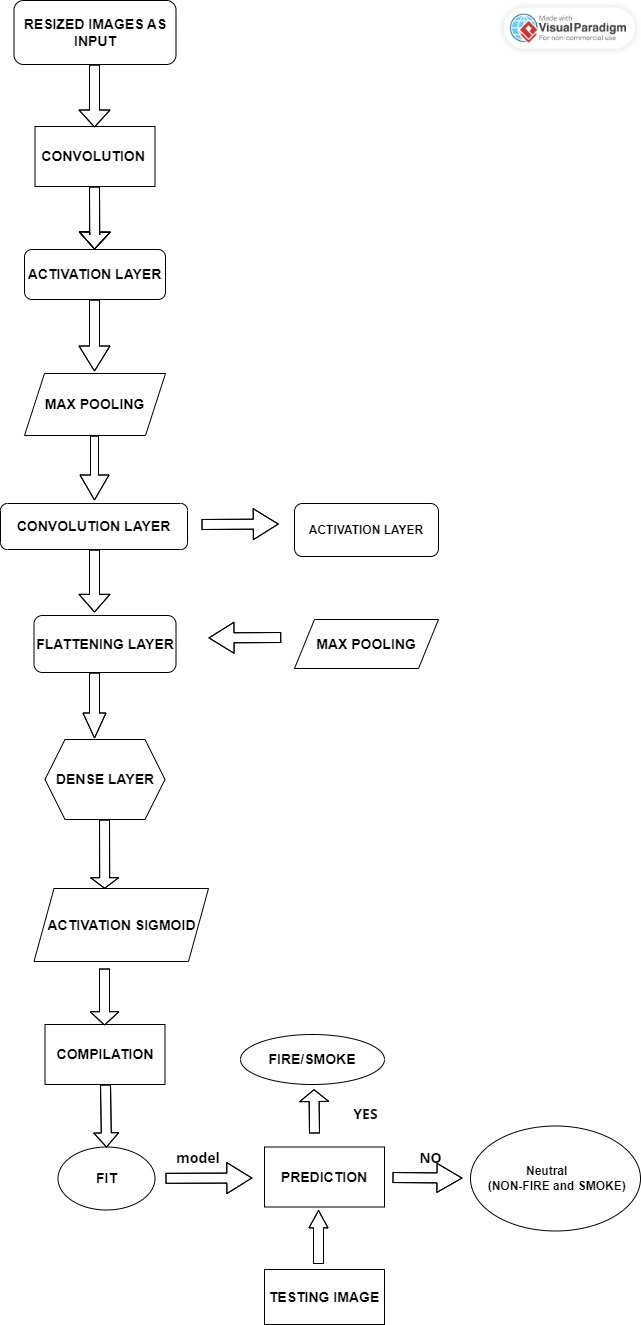 RESIZED IMAGES AS
INPUT
Made with
VisualParadigm
For non-commercial use
CONVOLUTION
ACTIVATION LAYER
MAX POOLING
CONVOLUTION LAYER
ACTIVATION LAYER
FLATTENING LAYER
MAX POOLING
DENSE LAYER
ACTIVATION SIGMOID
COMPILATION
FIRE/SMOKE
YES
FIT
model
PREDICTION
NO
Neutral
(NON-FIRE and SMOKE)
TESTING IMAGE